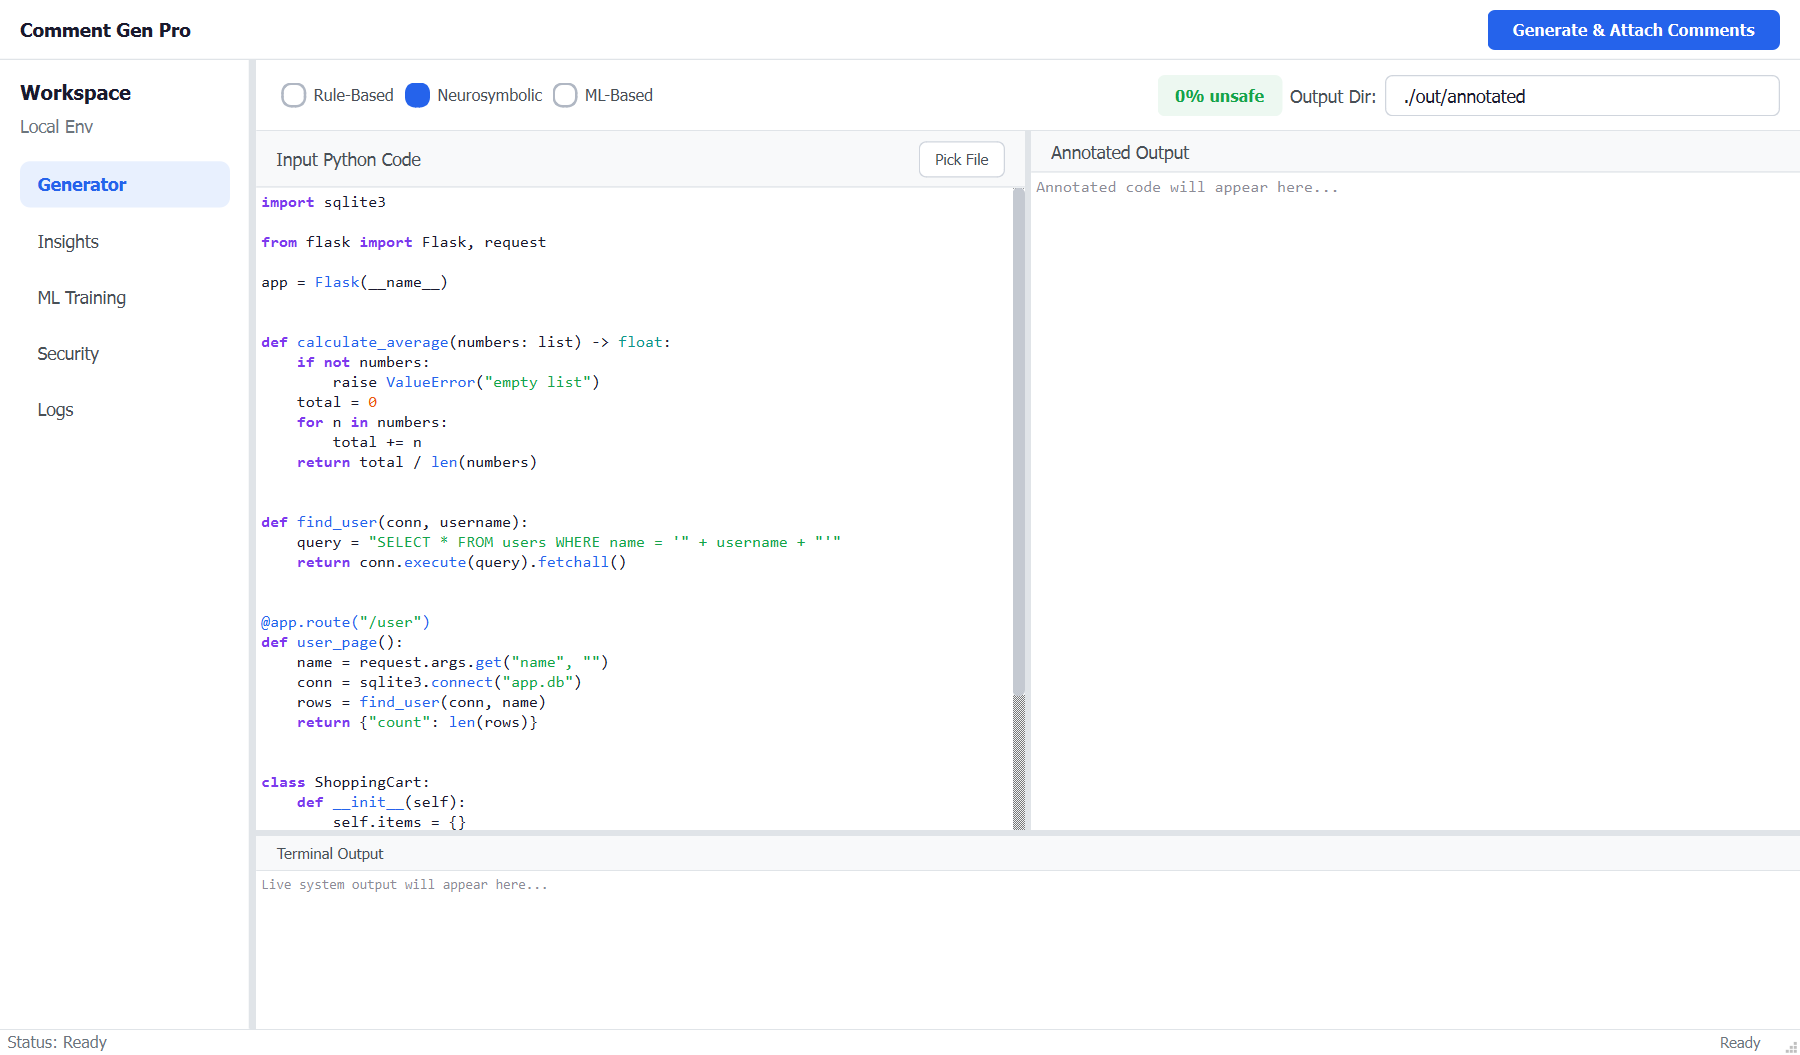 Comment Gen Pro
Generate & Attach Comments
Workspace
Local Env
Generator
Insights
ML Training
Security
Logs
Rule-Based
Neurosymbolic
ML-Based
0% unsafe
Output Dir:
./out/annotated
Input Python Code
Pick File
import sqlite3
from flask import Flask, request
app = Flask(__name__)
def calculate_average(numbers: list) -> float:
    if not numbers:
        raise ValueError("empty list")
    total = 0
    for n in numbers:
        total += n
    return total / len(numbers)
def find_user(conn, username):
    query = "SELECT * FROM users WHERE name = '" + username + "'"
    return conn.execute(query).fetchall()
@app.route("/user")
def user_page():
    name = request.args.get("name", "")
    conn = sqlite3.connect("app.db")
    rows = find_user(conn, name)
    return {"count": len(rows)}
class ShoppingCart:
    def __init__(self):
        self.items = {}
Annotated Output
Annotated code will appear here...
Terminal Output
Live system output will appear here...
Status: Ready
Ready